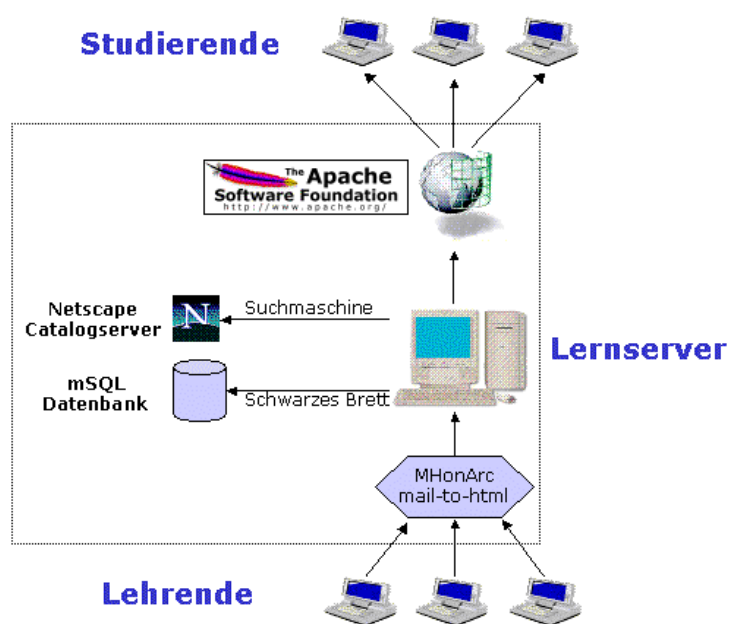 Studierende
The Apache
Software Foundation
http://www.apache.org/
Netscape
Catalogserver
N
Suchmaschine
Lernserver
mSQL
Datenbank
Schwarzes Brett
MHonArc
mail-to-html
Lehrende